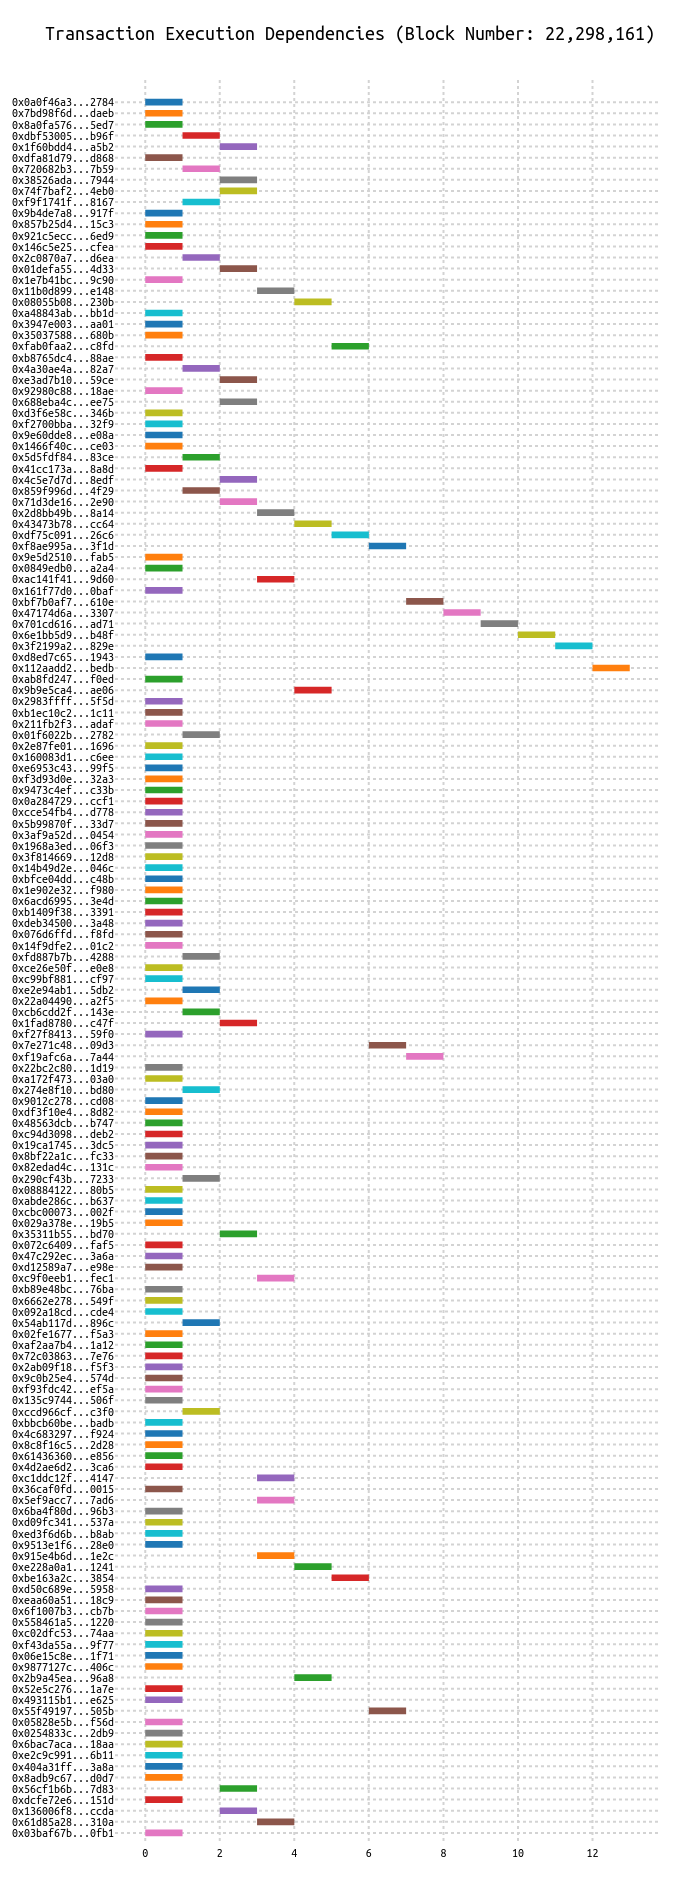 Transaction Execution Dependencies (Block Number: 22,298,161)
0x0a0f46a3...2784
0x7bd98f6d...daeb
0x8a0fa576...5ed7
0xdbf53005...b96f
0x1f60bdd4...a5b2
0xdfa81d79...d868
0x720682b3...7b59
0x38526ada...7944
0x74f7baf2...4eb0
0xf9f1741f...8167
0x9b4de7a8...917f
0x857b25d4...15c3
0x921c5ecc...6ed9
0x146c5e25...cfea
0x2c0870a7...d6ea
0x01defa55...4d33
0x1e7b41bc...9c90
0x11b0d899...e148
0x08055b08...230b
0xa48843ab...bb1d
0x3947e003...aa01
0x35037588...680b
0xfab0faa2...c8fd
0xb8765dc4...88ae
0x4a30ae4a...82a7
0xe3ad7b10...59ce
0x92980c88...18ae
0x688eba4c...ee75
0xd3f6e58c...346b
0xf2700bba...32f9
0x9e60dde8...e08a
0x1466f40c...ce03
0x5d5fdf84...83ce
0x41cc173a...8a8d
0x4c5e7d7d...8edf
0x859f996d...4f29
0x71d3de16...2e90
0x2d8bb49b...8a14
0x43473b78...cc64
0xdf75c091...26c6
0xf8ae995a...3f1d
0x9e5d2510...fab5
0x0849edb0...a2a4
0xac141f41...9d60
0x161f77d0...0baf
0xbf7b0af7...610e
0x47174d6a...3307
0x701cd616...ad71
0x6e1bb5d9...b48f
0x3f2199a2...829e
0xd8ed7c65...1943
0x112aadd2...bedb
0xab8fd247...f0ed
0x9b9e5ca4...ae06
0x2983ffff...5f5d
0xb1ec10c2...1c11
0x211fb2f3...adaf
0x01f6022b...2782
0x2e87fe01...1696
0x160083d1...c6ee
0xe6953c43...99f5
0xf3d93d0e...32a3
0x9473c4ef...c33b
0x0a284729...ccf1
0xcce54fb4...d778
0x5b99870f...33d7
0x3af9a52d...0454
0x1968a3ed...06f3
0x3f814669...12d8
0x14b49d2e...046c
0xbfce04dd...c48b
0x1e902e32...f980
0x6acd6995...3e4d
0xb1409f38...3391
0xdeb34500...3a48
0x076d6ffd...f8fd
0x14f9dfe2...01c2
0xfd887b7b...4288
0xce26e50f...e0e8
0xc99bf881...cf97
0xe2e94ab1...5db2
0x22a04490...a2f5
0xcb6cdd2f...143e
0x1fad8780...c47f
0xf27f8413...59f0
0x7e271c48...09d3
0xf19afc6a...7a44
0x22bc2c80...1d19
0xa172f473...03a0
0x274e8f10...bd80
0x9012c278...cd08
0xdf3f10e4...8d82
0x48563dcb...b747
0xc94d3098...deb2
0x19ca1745...3dc5
0x8bf22a1c...fc33
0x82edad4c...131c
0x290cf43b...7233
0x08884122...80b5
0xabde286c...b637
0xcbc00073...002f
0x029a378e...19b5
0x35311b55...bd70
0x072c6409...faf5
0x47c292ec...3a6a
0xd12589a7...e98e
0xc9f0eeb1...fec1
0xb89e48bc...76ba
0x6662e278...549f
0x092a18cd...cde4
0x54ab117d...896c
0x02fe1677...f5a3
0xaf2aa7b4...1a12
0x72c03863...7e76
0x2ab09f18...f5f3
0x9c0b25e4...574d
0xf93fdc42...ef5a
0x135c9744...506f
0xccd966cf...c3f0
0xbbcb60be...badb
0x4c683297...f924
0x8c8f16c5...2d28
0x61436360...e856
0x4d2ae6d2...3ca6
0xc1ddc12f...4147
0x36caf0fd...0015
0x5ef9acc7...7ad6
0x6ba4f80d...96b3
0xd09fc341...537a
0xed3f6d6b...b8ab
0x9513e1f6...28e0
0x915e4b6d...1e2c
0xe228a0a1...1241
0xbe163a2c...3854
0xd50c689e...5958
0xeaa60a51...18c9
0x6f1007b3...cb7b
0x558461a5...1220
0xc02dfc53...74aa
0xf43da55a...9f77
0x06e15c8e...1f71
0x9877127c...406c
0x2b9a45ea...96a8
0x52e5c276...1a7e
0x493115b1...e625
0x55f49197...505b
0x05828e5b...f56d
0x0254833c...2db9
0x6bac7aca...18aa
0xe2c9c991...6b11
0x404a31ff...3a8a
0x8adb9c67...d0d7
0x56cf1b6b...7d83
0xdcfe72e6...151d
0x136006f8...ccda
0x61d85a28...310a
0x03baf67b...0fb1
0 2 4 6 8 10 12